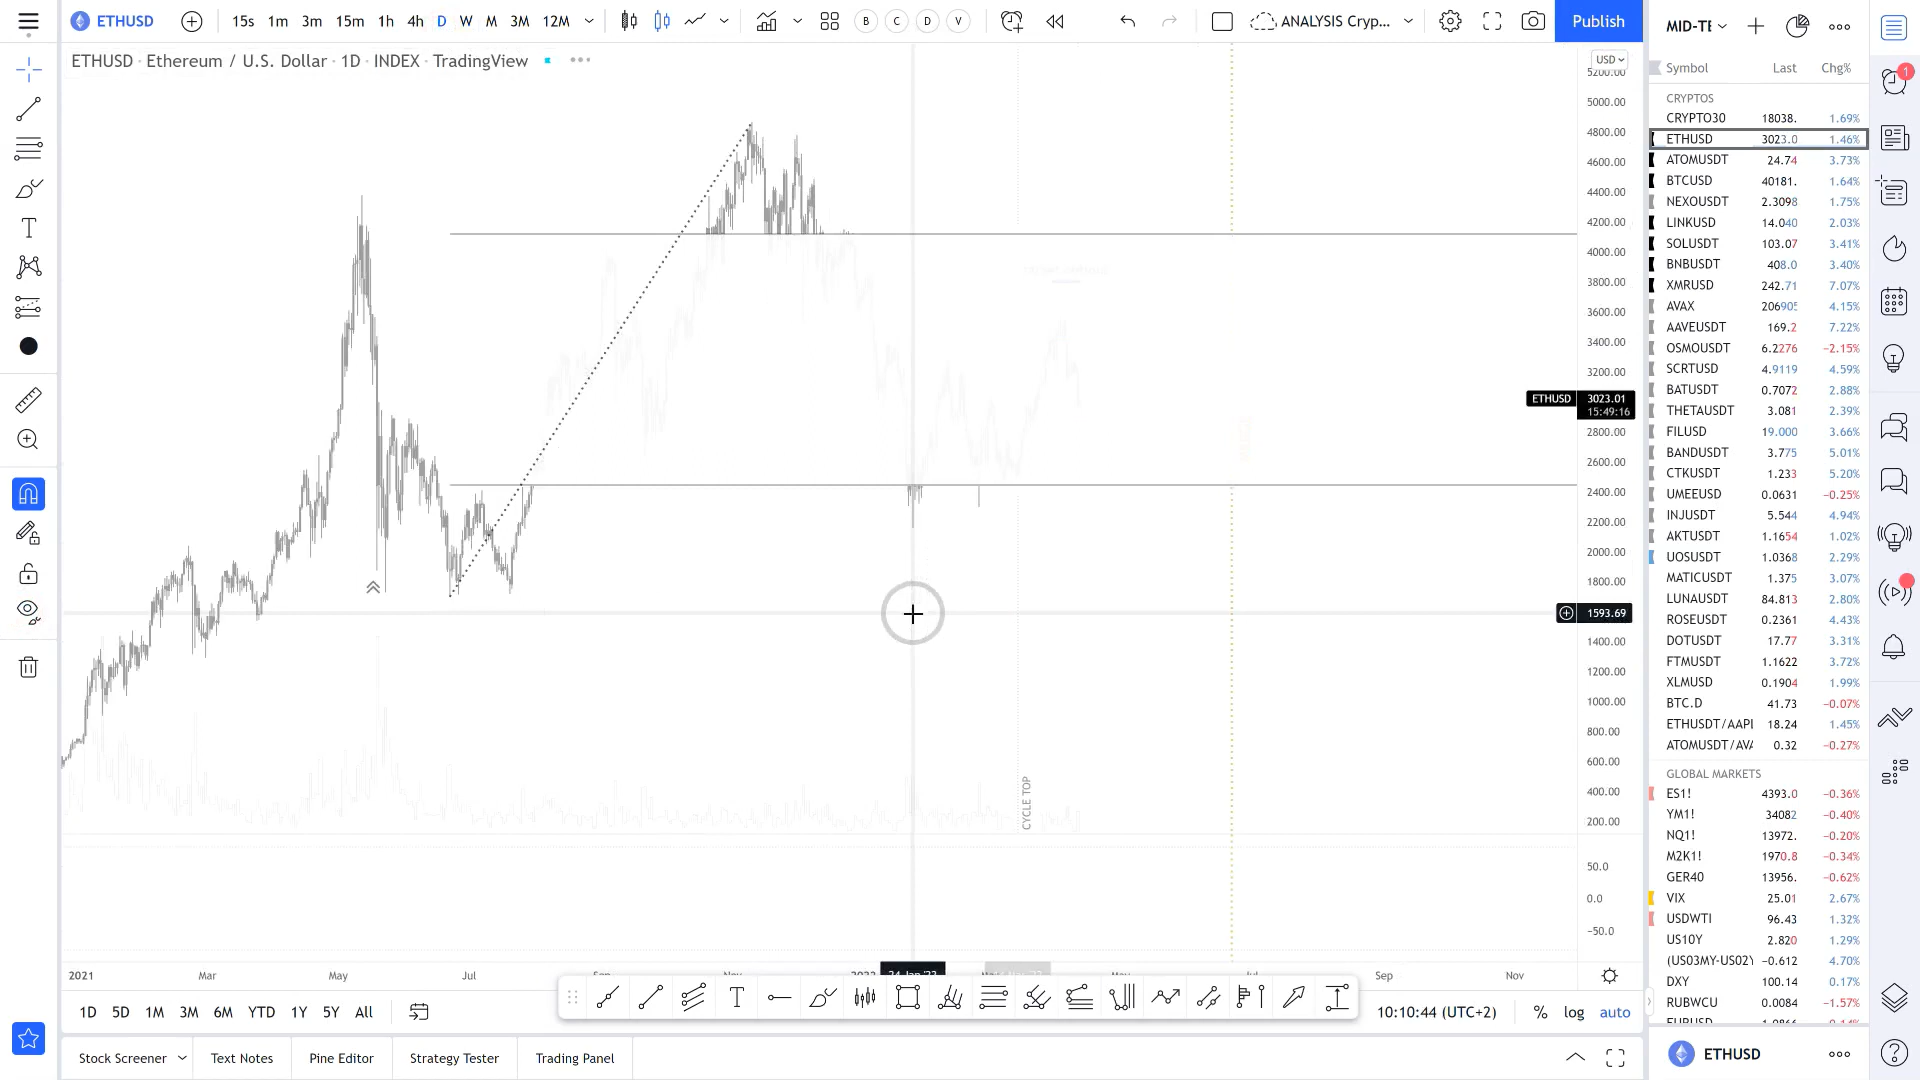 ETHUSD 15s 1m 3m 15m 1h 4h D W M 3M 12M B C D V ANALYSIS Cryp... Publish
ETHUSD · Ethereum / U.S. Dollar · 1D · INDEX · TradingView
USD
5200.00
5000.00
4800.00
4600.00
4400.00
4200.00
4000.00
3800.00
3600.00
3400.00
3200.00
ETHUSD 3023.01
15:49:16
2800.00
2600.00
2400.00
2200.00
2000.00
1800.00
1593.69
1400.00
1200.00
1000.00
800.00
600.00
400.00
200.00
50.0
0.0
−50.0
CYCLE TOP
2021 Mar May Jul Sep Nov 2022 24 Jan '22 May Jul Sep Nov
1D 5D 1M 3M 6M YTD 1Y 5Y All 10:10:44 (UTC+2) % log auto
Stock Screener Text Notes Pine Editor Strategy Tester Trading Panel
MID-TE
Symbol Last Chg%
CRYPTOS
CRYPTO30 18038. 1.69%
ETHUSD 3023.0 1.46%
ATOMUSDT 24.74 3.73%
BTCUSD 40181. 1.64%
NEXOUSDT 2.3098 1.75%
LINKUSD 14.040 2.03%
SOLUSDT 103.07 3.41%
BNBUSDT 408.0 3.40%
XMRUSD 242.71 7.07%
AVAX 206905 4.15%
AAVEUSDT 169.2 7.22%
OSMOUSDT 6.2276 −2.15%
SCRTUSD 4.9119 4.59%
BATUSDT 0.7072 2.88%
THETAUSDT 3.081 2.39%
FILUSD 19.000 3.66%
BANDUSDT 3.775 5.01%
CTKUSDT 1.233 5.20%
UMEEUSD 0.0631 −0.25%
INJUSDT 5.544 4.94%
AKTUSDT 1.1654 1.02%
UOSUSDT 1.0368 2.29%
MATICUSDT 1.375 3.07%
LUNAUSDT 84.813 2.80%
ROSEUSDT 0.2361 4.43%
DOTUSDT 17.77 3.31%
FTMUSDT 1.1622 3.72%
XLMUSD 0.1904 1.99%
BTC.D 41.73 −0.07%
ETHUSDT/AAPL 18.24 1.45%
ATOMUSDT/AVA 0.32 −0.27%
GLOBAL MARKETS
ES1! 4393.0 −0.36%
YM1! 34082 −0.40%
NQ1! 13972. −0.20%
M2K1! 1970.8 −0.34%
GER40 13956. −0.62%
VIX 25.01 2.67%
USDWTI 96.43 1.32%
US10Y 2.820 1.29%
(US03MY-US02Y −0.612 4.70%
DXY 100.14 0.17%
RUBWCU 0.0084 −1.57%
ETHUSD
1